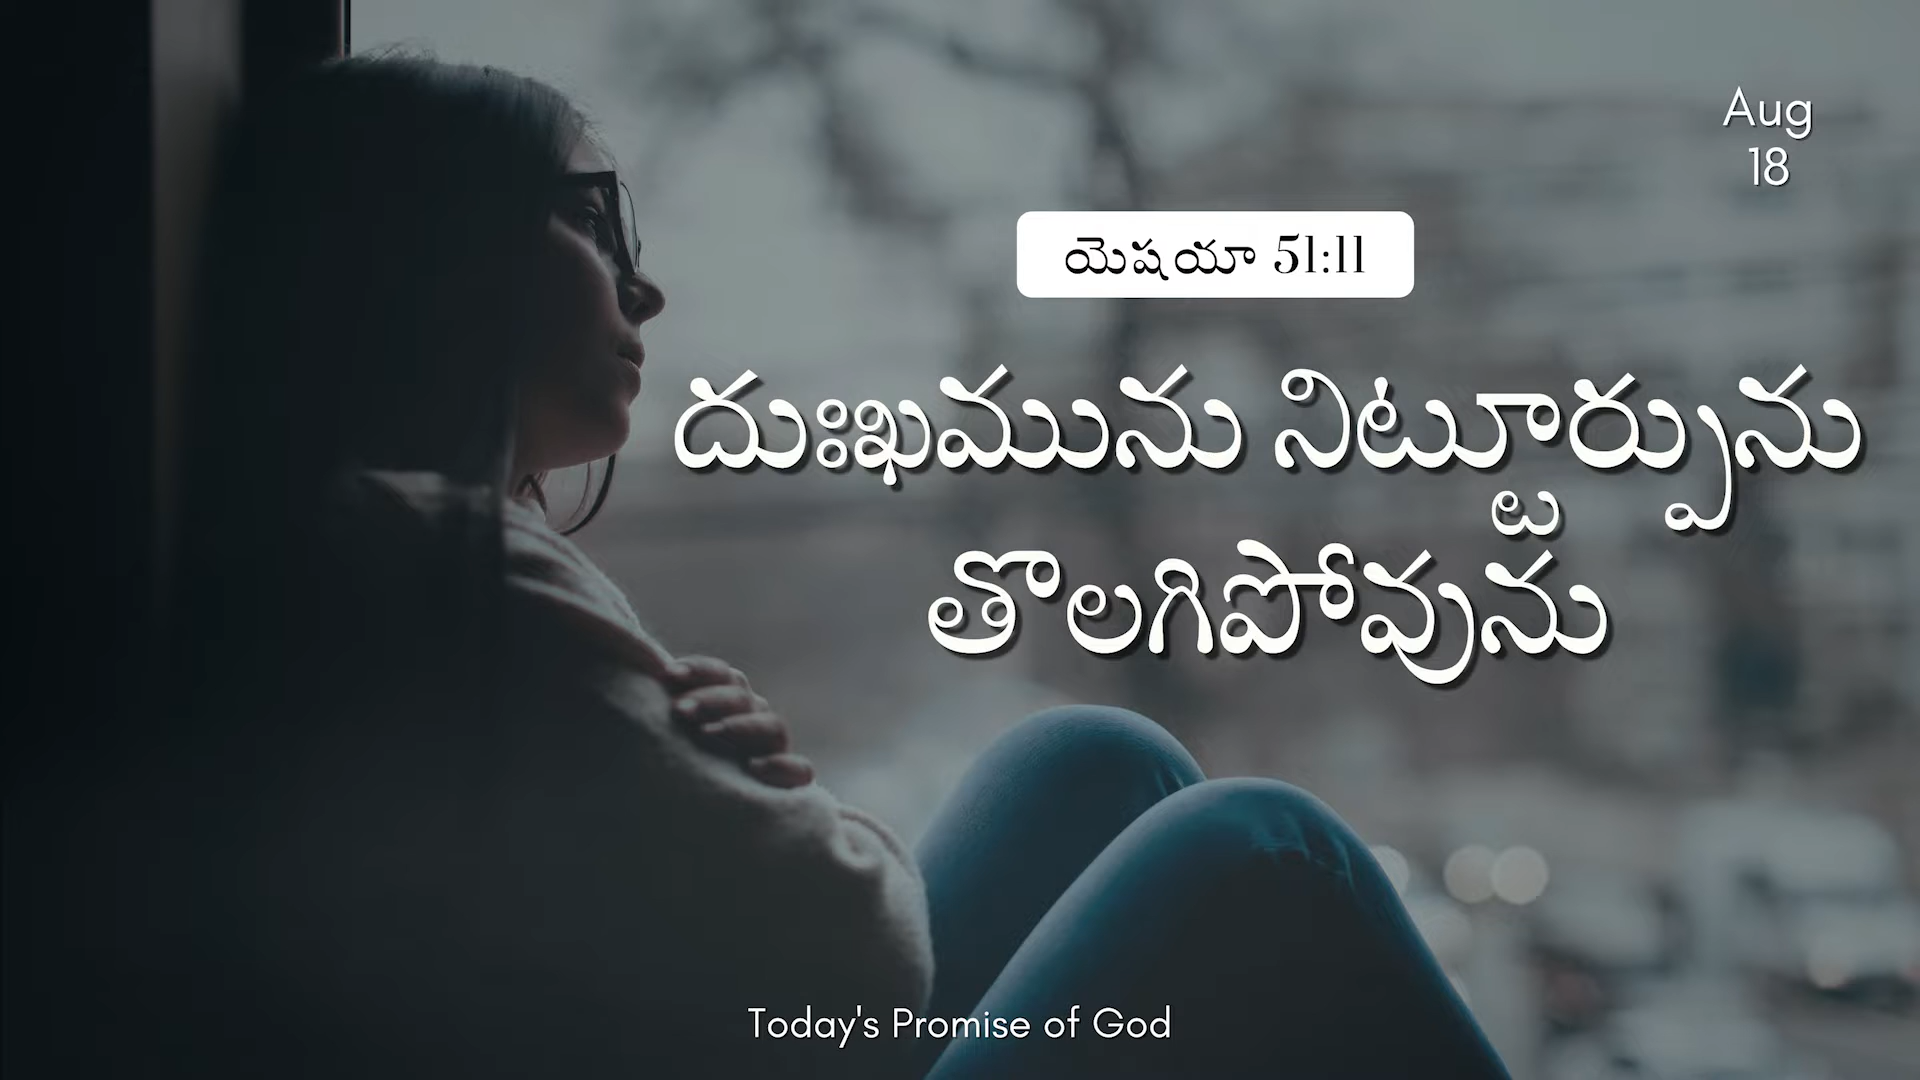 Aug
18
యెషయా 51:11
దుఃఖమును నిట్టూర్పును
తొలగిపోవును
Today's Promise of God